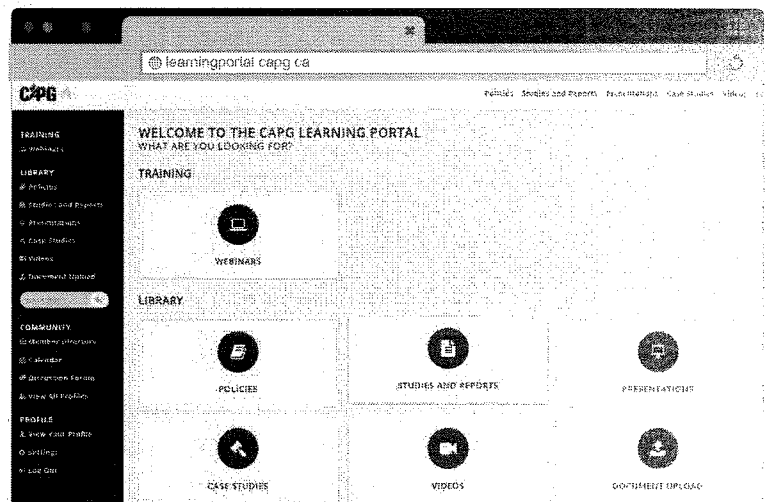 learningportal.capg.ca
CAPG
Policies Studies and Reports Presentations Case Studies Videos
TRAINING
Webinars
LIBRARY
Policies
Studies and Reports
Presentations
Case Studies
Videos
Document Upload
COMMUNITY
Member Directory
Calendar
Discussion Forum
View All Profiles
PROFILE
View Your Profile
Settings
Log Out
WELCOME TO THE CAPG LEARNING PORTAL
WHAT ARE YOU LOOKING FOR?
TRAINING
WEBINARS
LIBRARY
POLICIES
STUDIES AND REPORTS
PRESENTATIONS
CASE STUDIES
VIDEOS
DOCUMENT UPLOAD